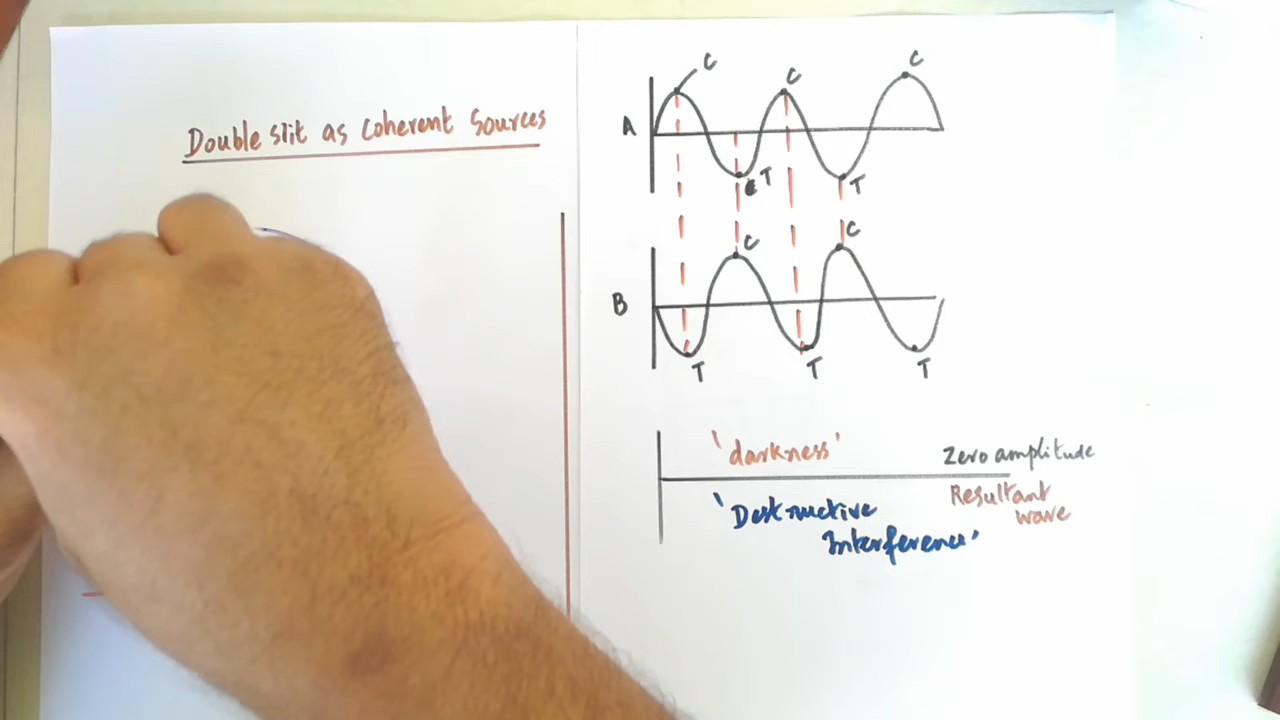 Double slit as Coherent Sources
C
C
C
A
T
T
C
C
B
T
T
T
'darkness'
Zero amplitude
Resultant
wave
'Destructive
Interference'